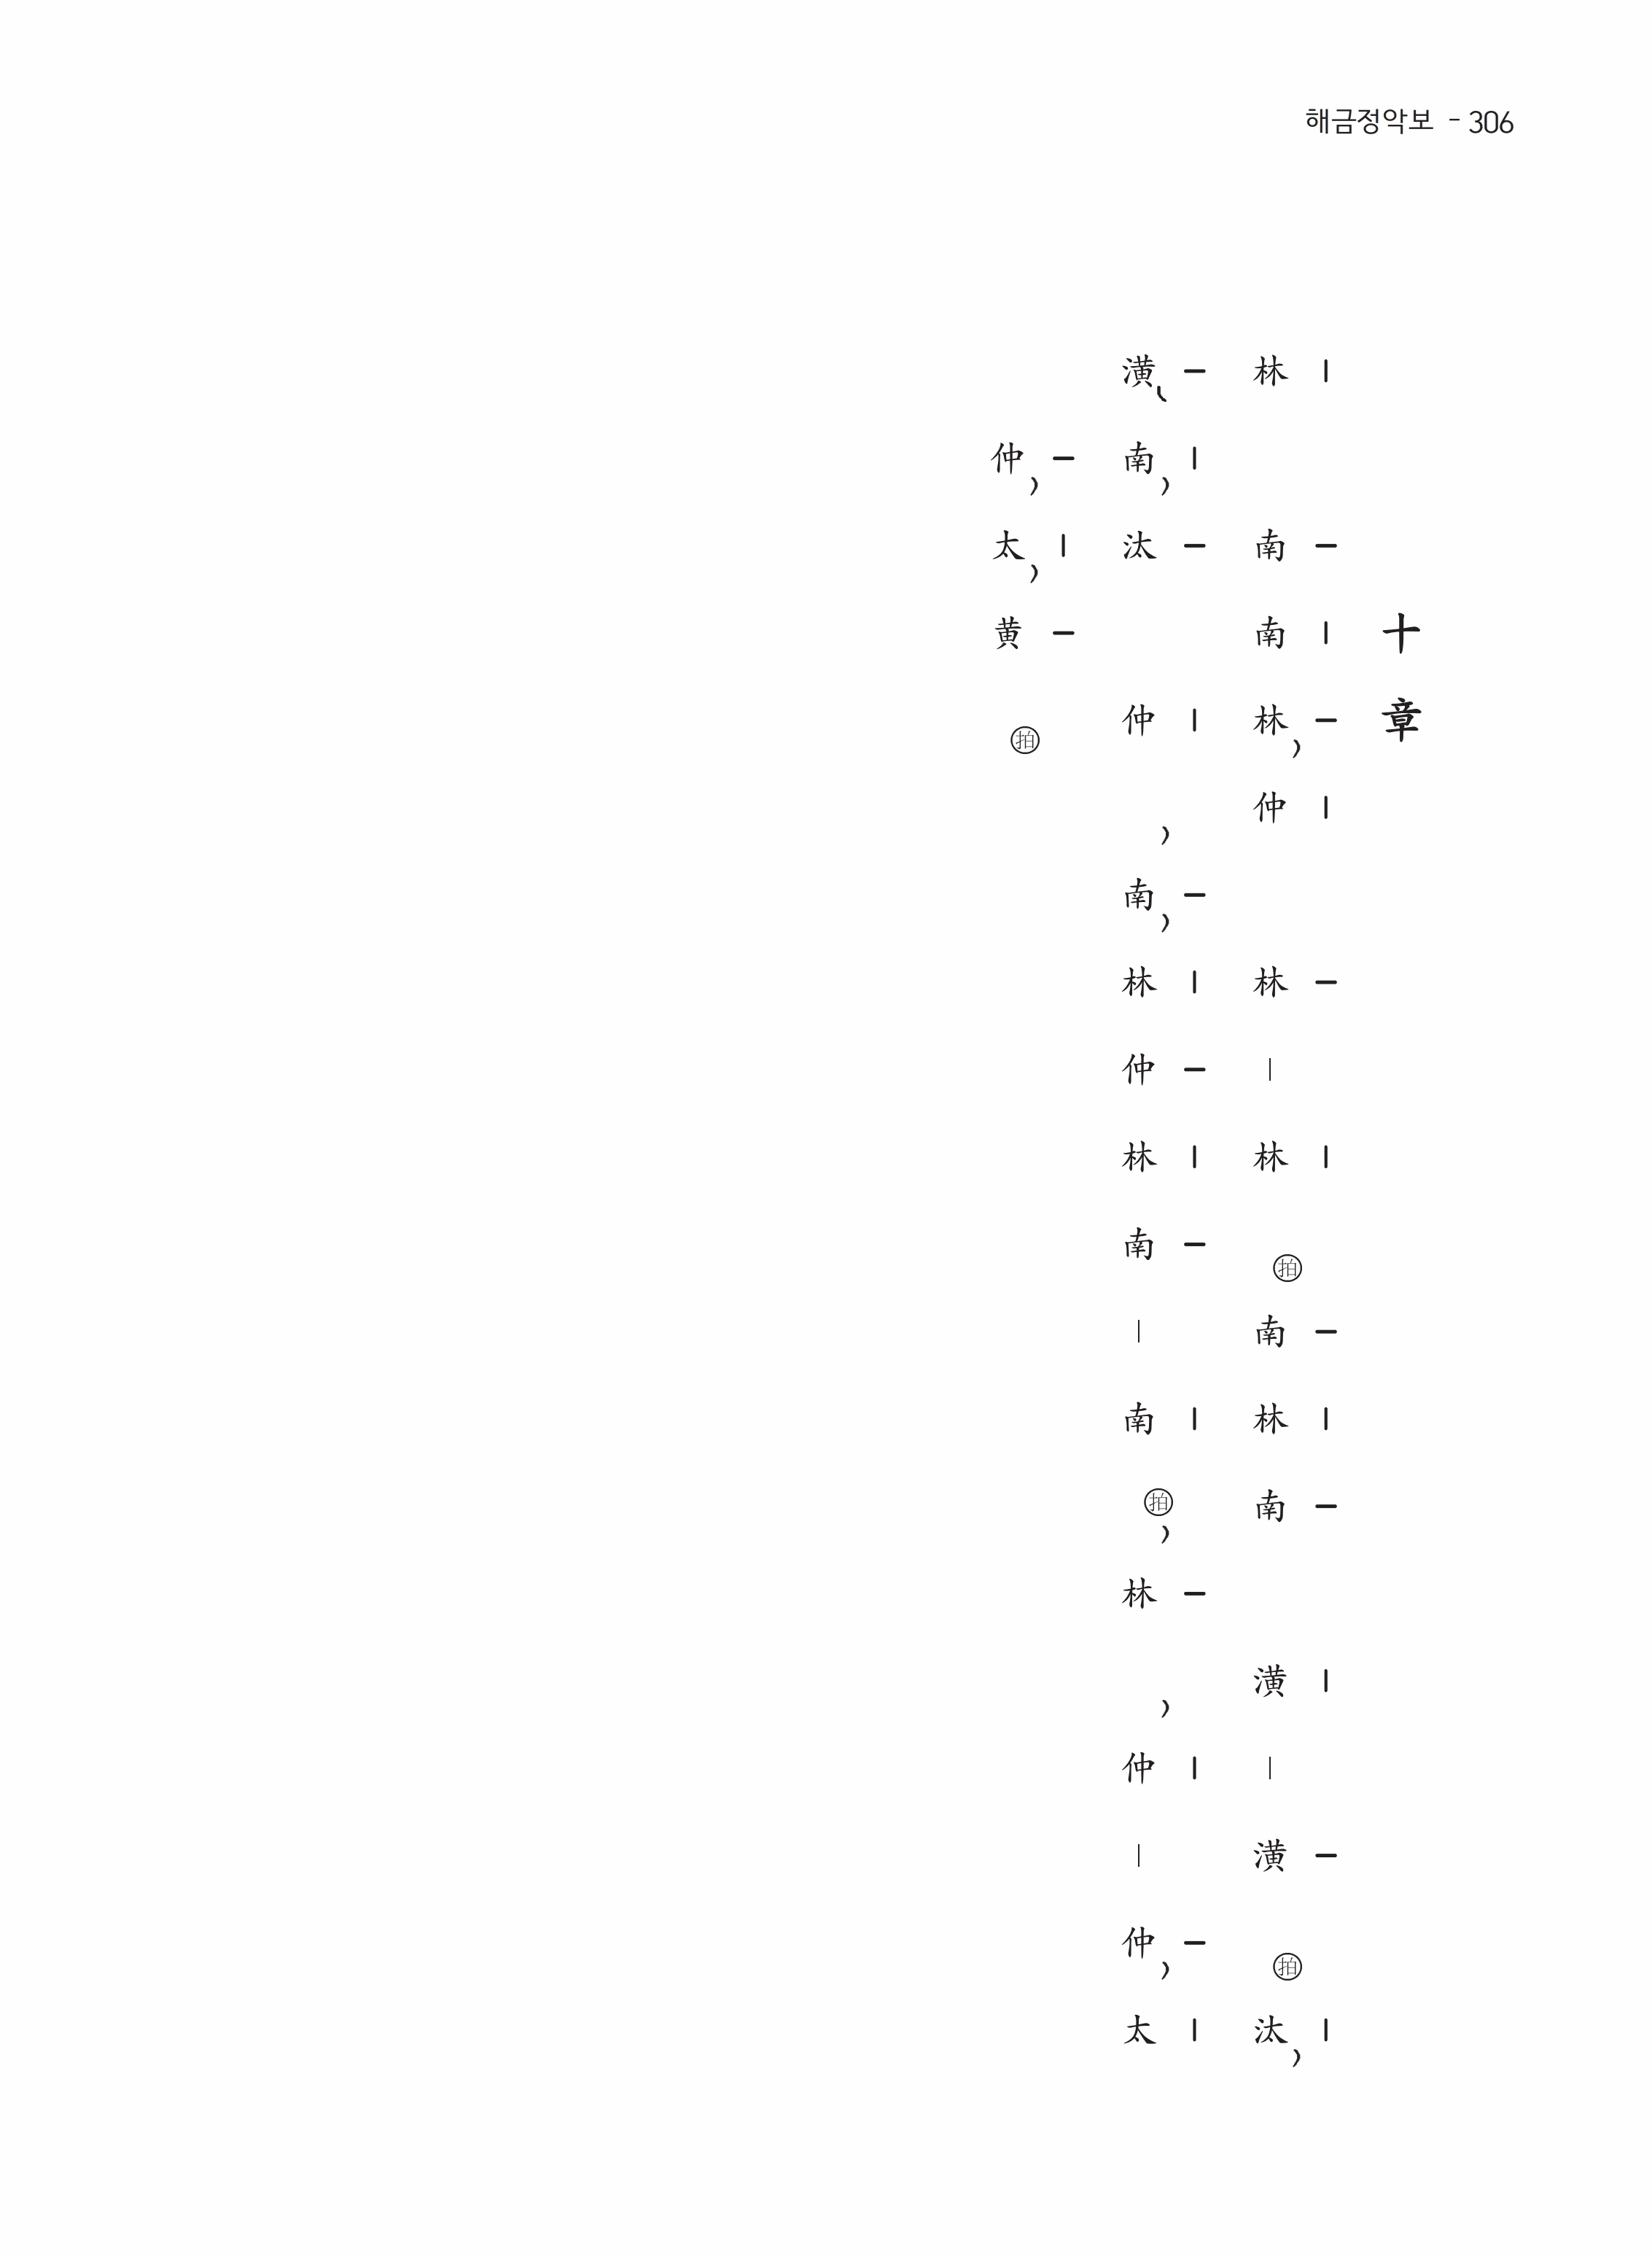 해금정악보 - 306
十章
林 南 南 林 仲 林 林 ㊞拍 南 林 南 潢 潢 ㊞拍 汰
潢 南 汰 仲 南 林 仲 林 南 南 拍 林 仲 仲 太
仲 太 黄 拍